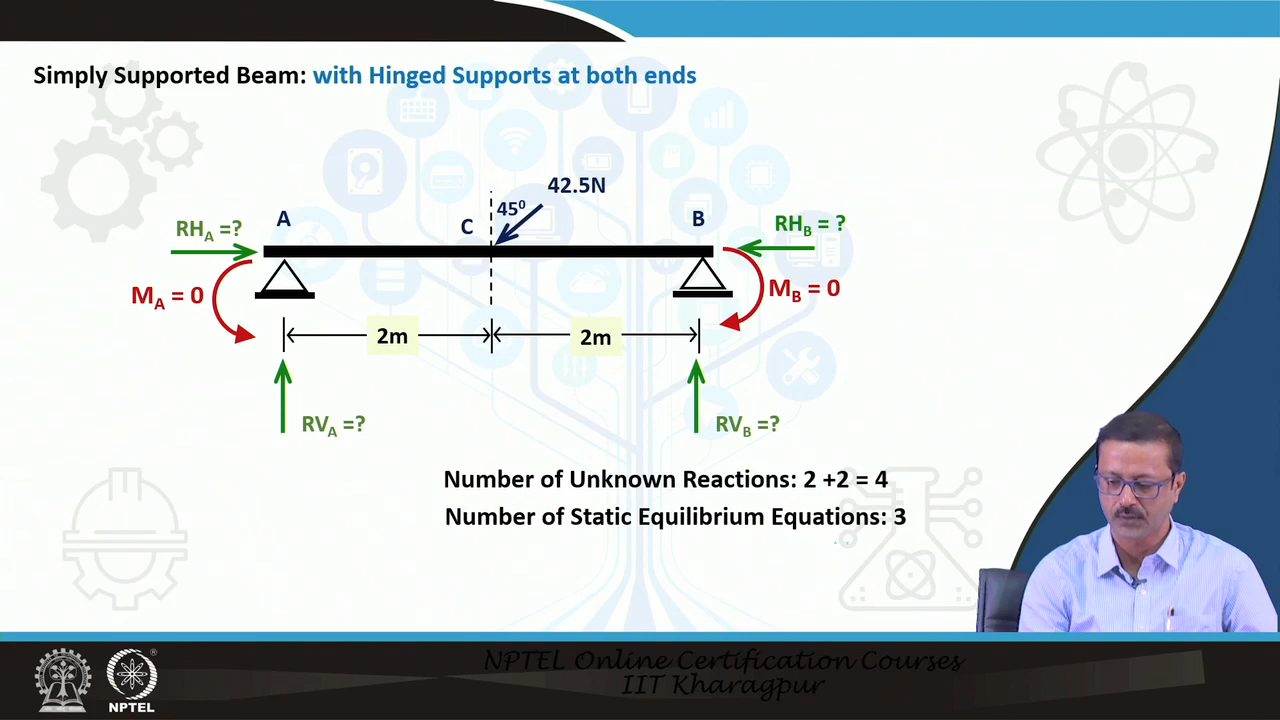 Simply Supported Beam: with Hinged Supports at both ends
42.5N
45⁰
A
C
B
RH_A =?
RH_B = ?
M_A = 0
M_B = 0
2m
2m
RV_A =?
RV_B =?
Number of Unknown Reactions: 2 +2 = 4
Number of Static Equilibrium Equations: 3
NPTEL Online Certification Courses
IIT Kharagpur
NPTEL